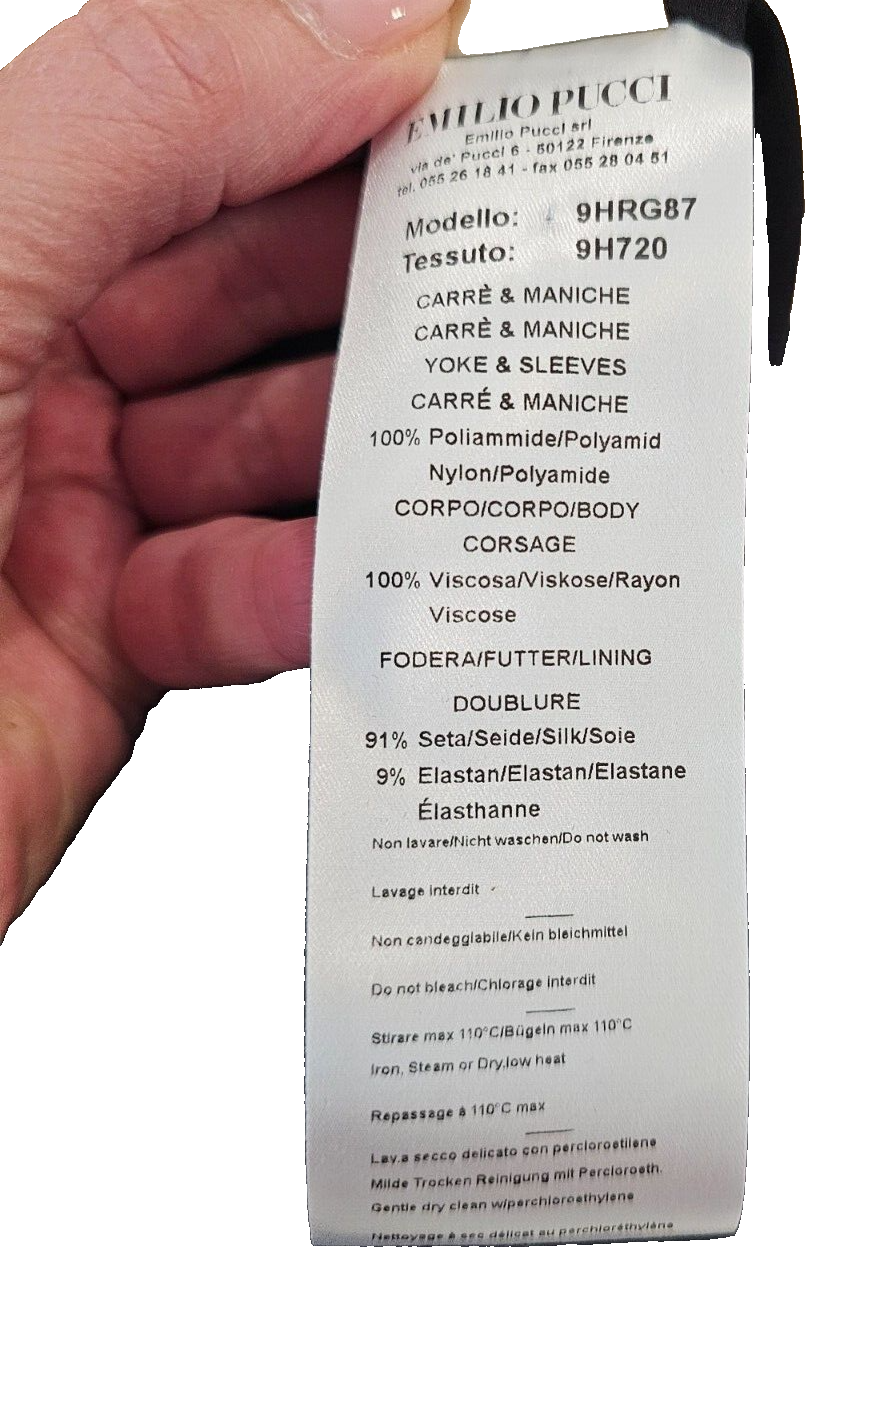 EMILIO PUCCI
Emilio Pucci srl
via de' Pucci 6 - 50122 Firenze
tel. 055 26 18 41 - fax 055 28 04 51
Modello: 9HRG87
Tessuto: 9H720
CARRÈ & MANICHE
CARRÈ & MANICHE
YOKE & SLEEVES
CARRÉ & MANICHE
100% Poliammide/Polyamid
Nylon/Polyamide
CORPO/CORPO/BODY
CORSAGE
100% Viscosa/Viskose/Rayon
Viscose
FODERA/FUTTER/LINING
DOUBLURE
91% Seta/Seide/Silk/Soie
9% Elastan/Elastan/Elastane
Élasthanne
Non lavare/Nicht waschen/Do not wash
Lavage interdit
Non candeggiabile/Kein bleichmittel
Do not bleach/Chlorage interdit
Stirare max 110°C/Bügeln max 110°C
Iron, Steam or Dry,low heat
Repassage à 110°C max
Lav.a secco delicato con percloroetilene
Milde Trocken Reinigung mit Percloroeth.
Gentle dry clean w/perchloroethylene
Nettoyage à sec délicat au perchloréthylène